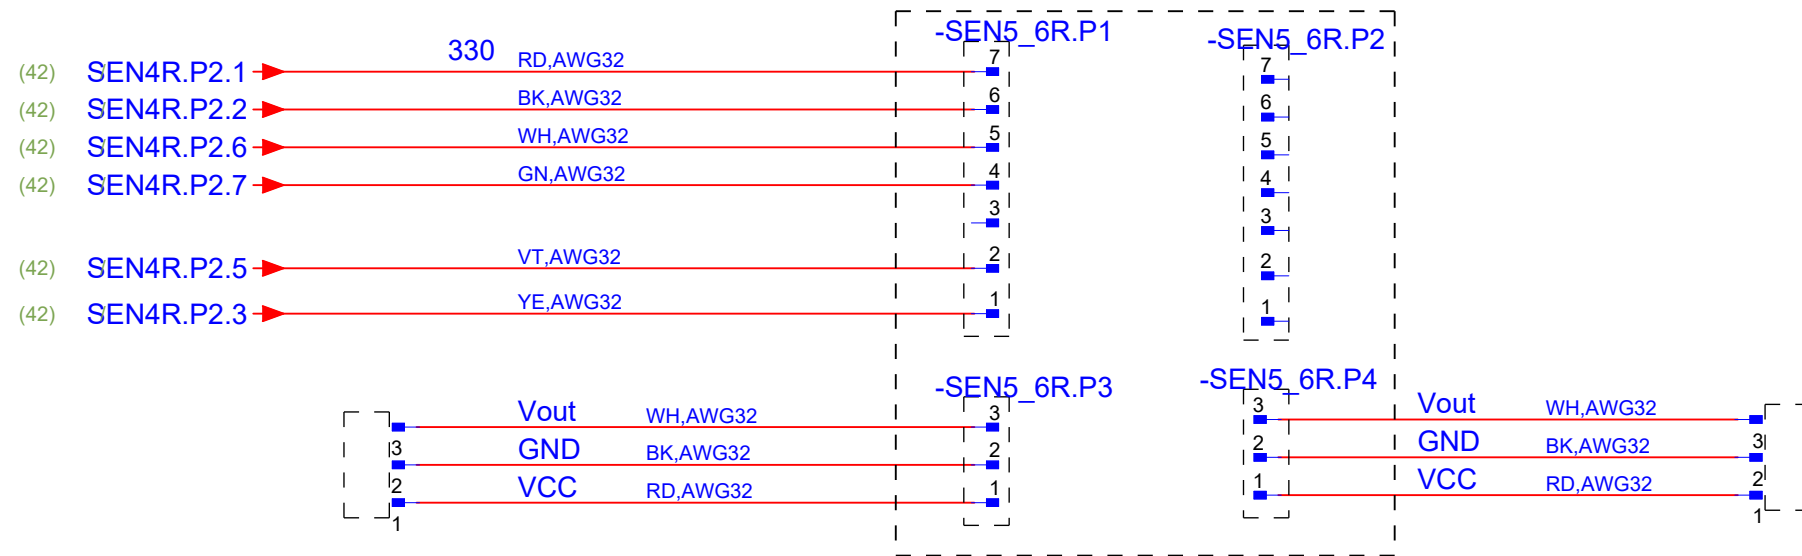 -SEN5_6R.P1
-SEN5_6R.P2
330
(42) SEN4R.P2.1 RD,AWG32 7 7
(42) SEN4R.P2.2 BK,AWG32 6 6
(42) SEN4R.P2.6 WH,AWG32 5 5
(42) SEN4R.P2.7 GN,AWG32 4 4
3 3
(42) SEN4R.P2.5 VT,AWG32 2 2
(42) SEN4R.P2.3 YE,AWG32 1 1
-SEN5_6R.P3
-SEN5_6R.P4
3 Vout WH,AWG32 3 3 Vout WH,AWG32 3
2 GND BK,AWG32 2 2 GND BK,AWG32 2
1 VCC RD,AWG32 1 1 VCC RD,AWG32 1